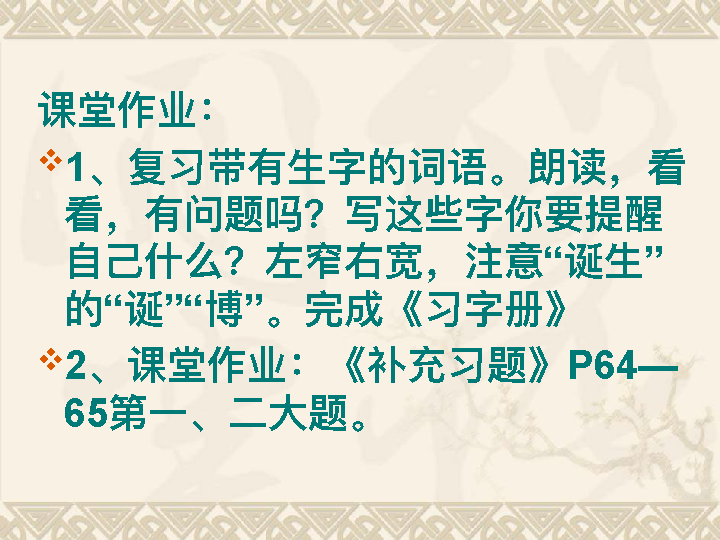 课堂作业：
1、复习带有生字的词语。朗读，看
看，有问题吗？写这些字你要提醒
自己什么？左窄右宽，注意“诞生”
的“诞”“博”。完成《习字册》
2、课堂作业：《补充习题》P64—
65第一、二大题。